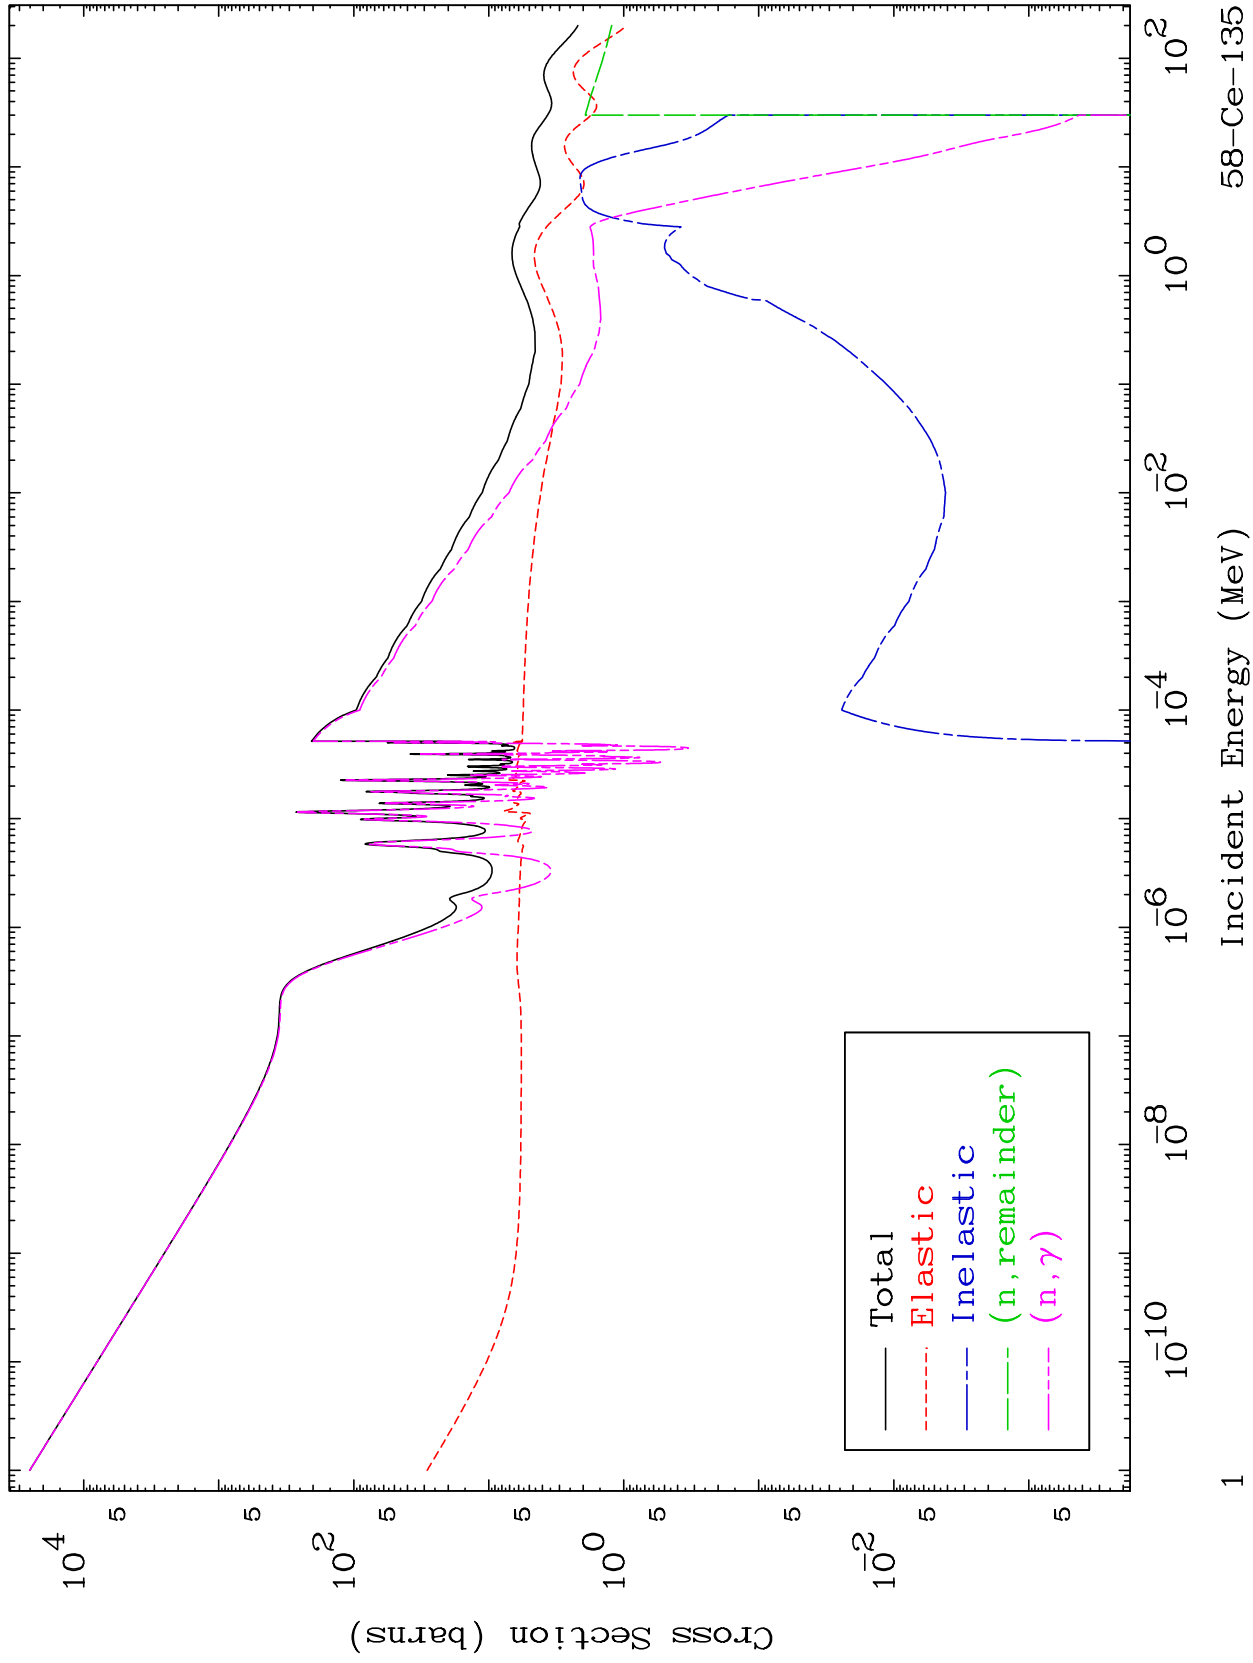 Cross Section (barns)
10^4
5
5
10^2
5
5
10^0
5
5
10^-2
5
5
Total
Elastic
Inelastic
(n,remainder)
(n,γ)
10^-10
10^-8
10^-6
10^-4
10^-2
10^0
10^2
1
Incident Energy (MeV)
58-Ce-135